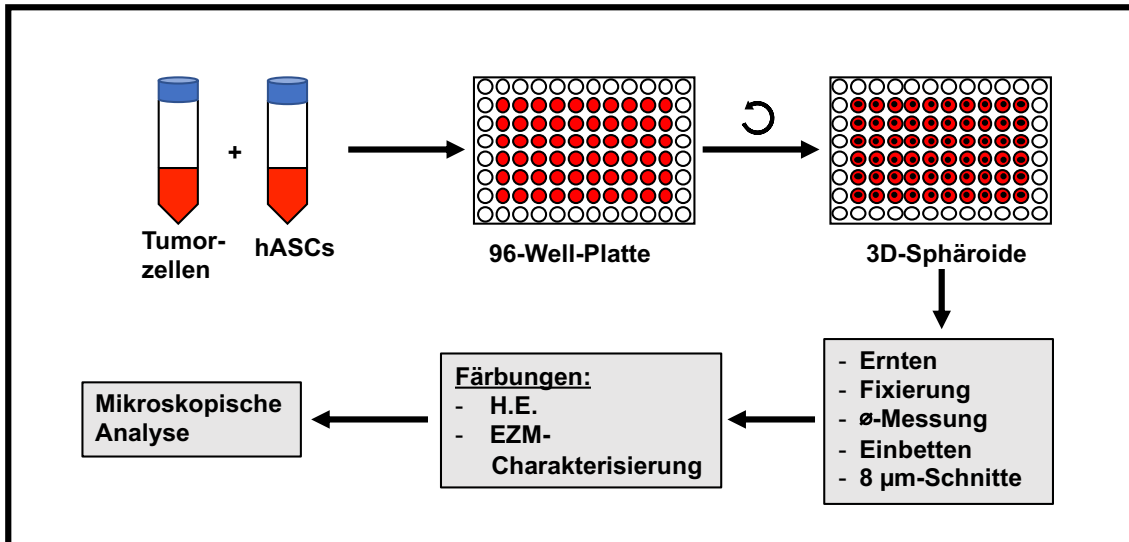 +
Tumor-
zellen
hASCs
96-Well-Platte
3D-Sphäroide
- Ernten
- Fixierung
- ⌀-Messung
- Einbetten
- 8 µm-Schnitte
Färbungen:
- H.E.
- EZM-
Charakterisierung
Mikroskopische
Analyse